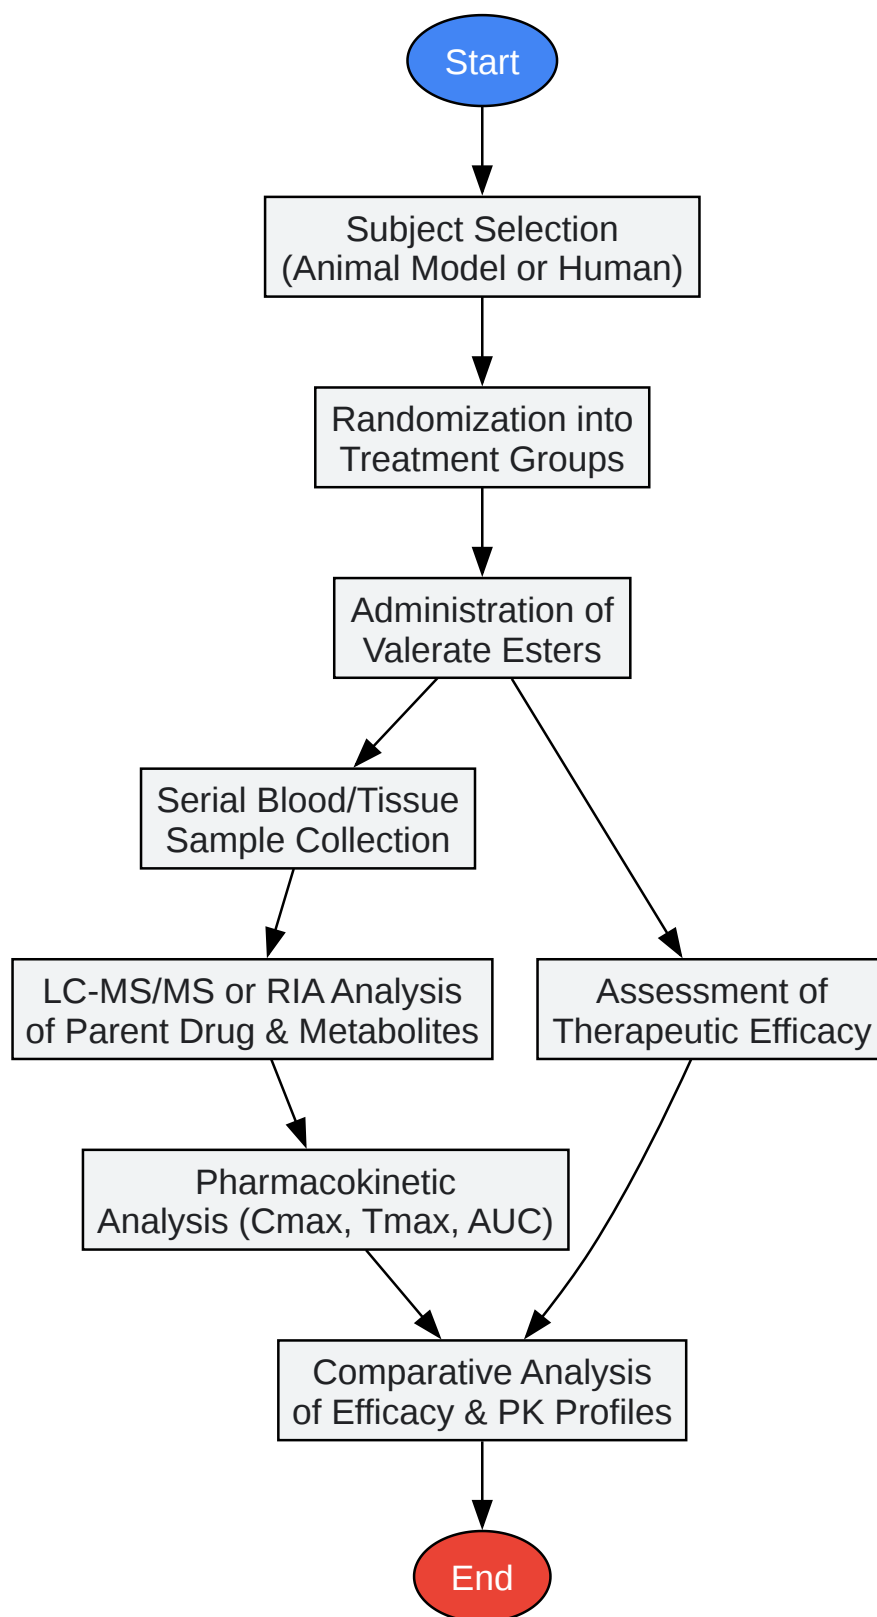 Start
Subject Selection
(Animal Model or Human)
Randomization into
Treatment Groups
Administration of
Valerate Esters
Serial Blood/Tissue
Sample Collection
LC-MS/MS or RIA Analysis
of Parent Drug & Metabolites
Assessment of
Therapeutic Efficacy
Pharmacokinetic
Analysis (Cmax, Tmax, AUC)
Comparative Analysis
of Efficacy & PK Profiles
End